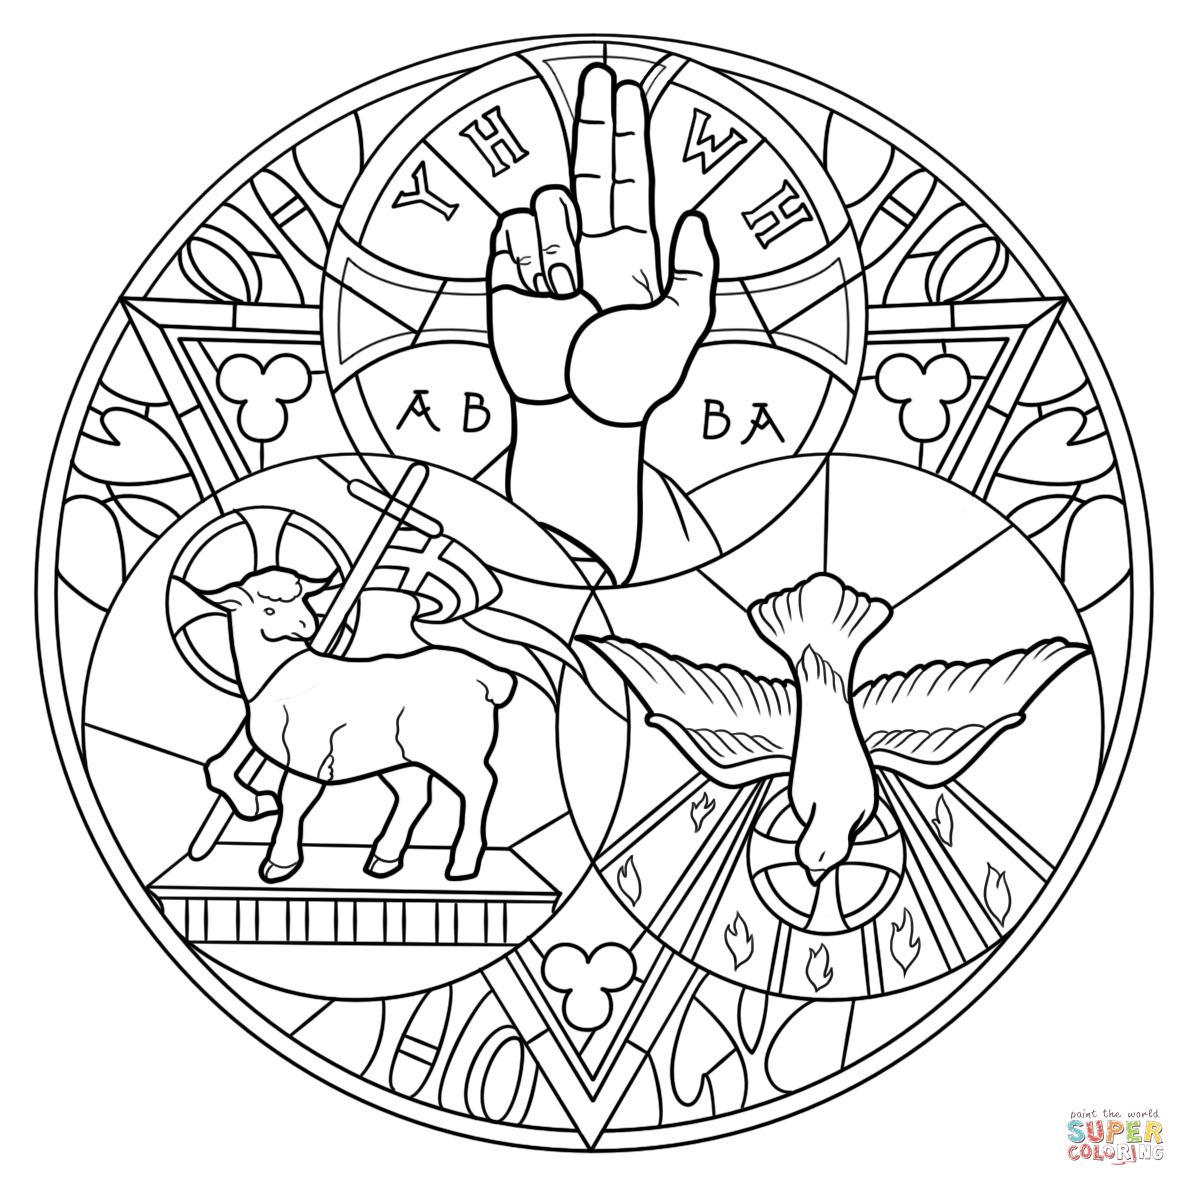 YHWH
AB BA
paint the world
SUPER
COLORING